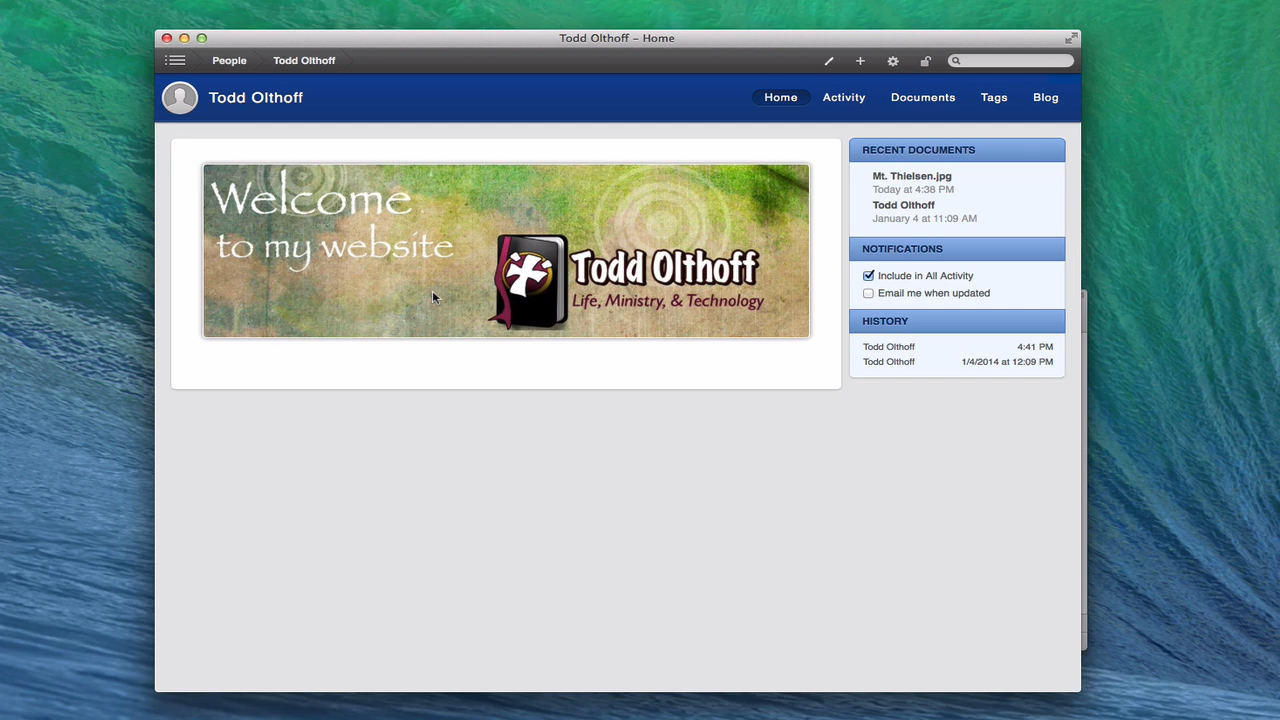 Todd Olthoff – Home
People
Todd Olthoff
Todd Olthoff
Home
Activity
Documents
Tags
Blog
Welcome
to my website
Todd Olthoff
Life, Ministry, & Technology
RECENT DOCUMENTS
Mt. Thielsen.jpg
Today at 4:38 PM
Todd Olthoff
January 4 at 11:09 AM
NOTIFICATIONS
Include in All Activity
Email me when updated
HISTORY
Todd Olthoff 4:41 PM
Todd Olthoff 1/4/2014 at 12:09 PM